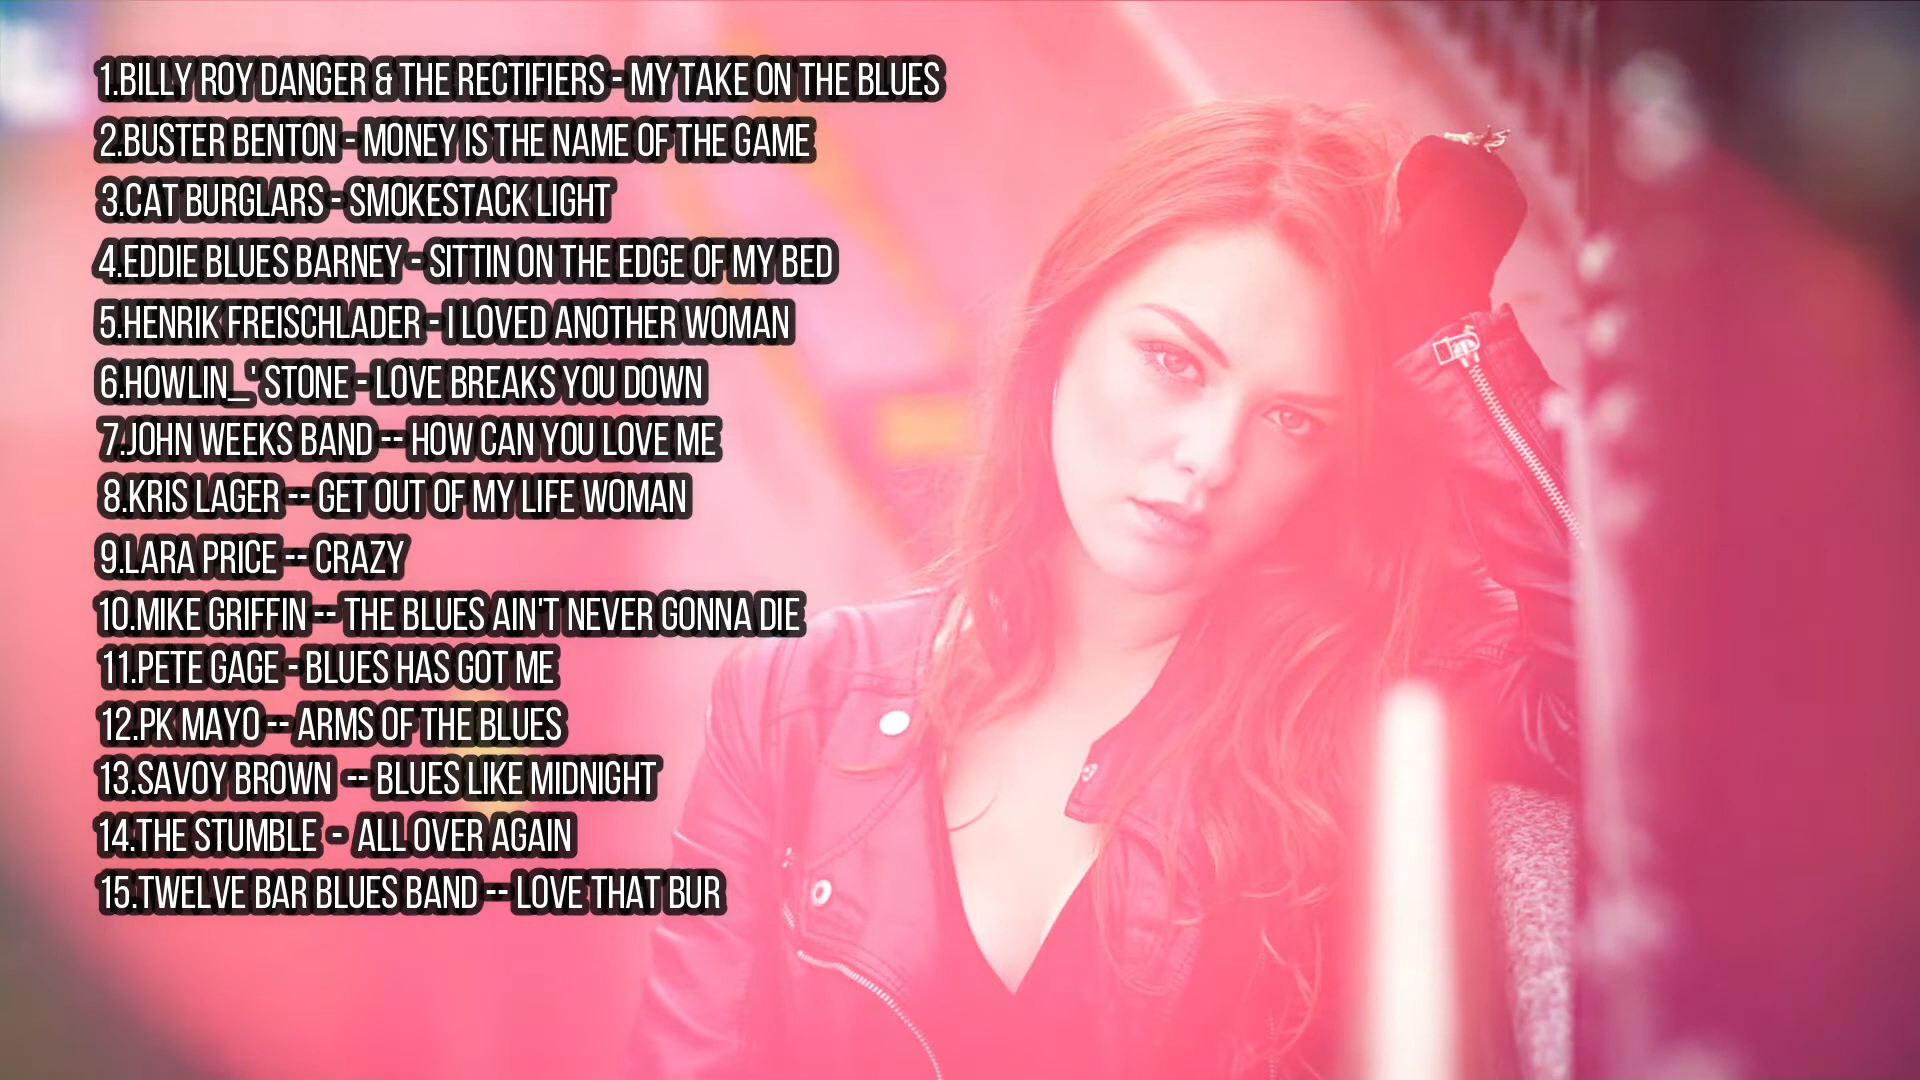 1.BILLY ROY DANGER & THE RECTIFIERS - MY TAKE ON THE BLUES
2.BUSTER BENTON - MONEY IS THE NAME OF THE GAME
3.CAT BURGLARS - SMOKESTACK LIGHT
4.EDDIE BLUES BARNEY - SITTIN ON THE EDGE OF MY BED
5.HENRIK FREISCHLADER - I LOVED ANOTHER WOMAN
6.HOWLIN_' STONE - LOVE BREAKS YOU DOWN
7.JOHN WEEKS BAND -- HOW CAN YOU LOVE ME
8.KRIS LAGER -- GET OUT OF MY LIFE WOMAN
9.LARA PRICE -- CRAZY
10.MIKE GRIFFIN -- THE BLUES AIN'T NEVER GONNA DIE
11.PETE GAGE - BLUES HAS GOT ME
12.PK MAYO -- ARMS OF THE BLUES
13.SAVOY BROWN -- BLUES LIKE MIDNIGHT
14.THE STUMBLE - ALL OVER AGAIN
15.TWELVE BAR BLUES BAND -- LOVE THAT BUR